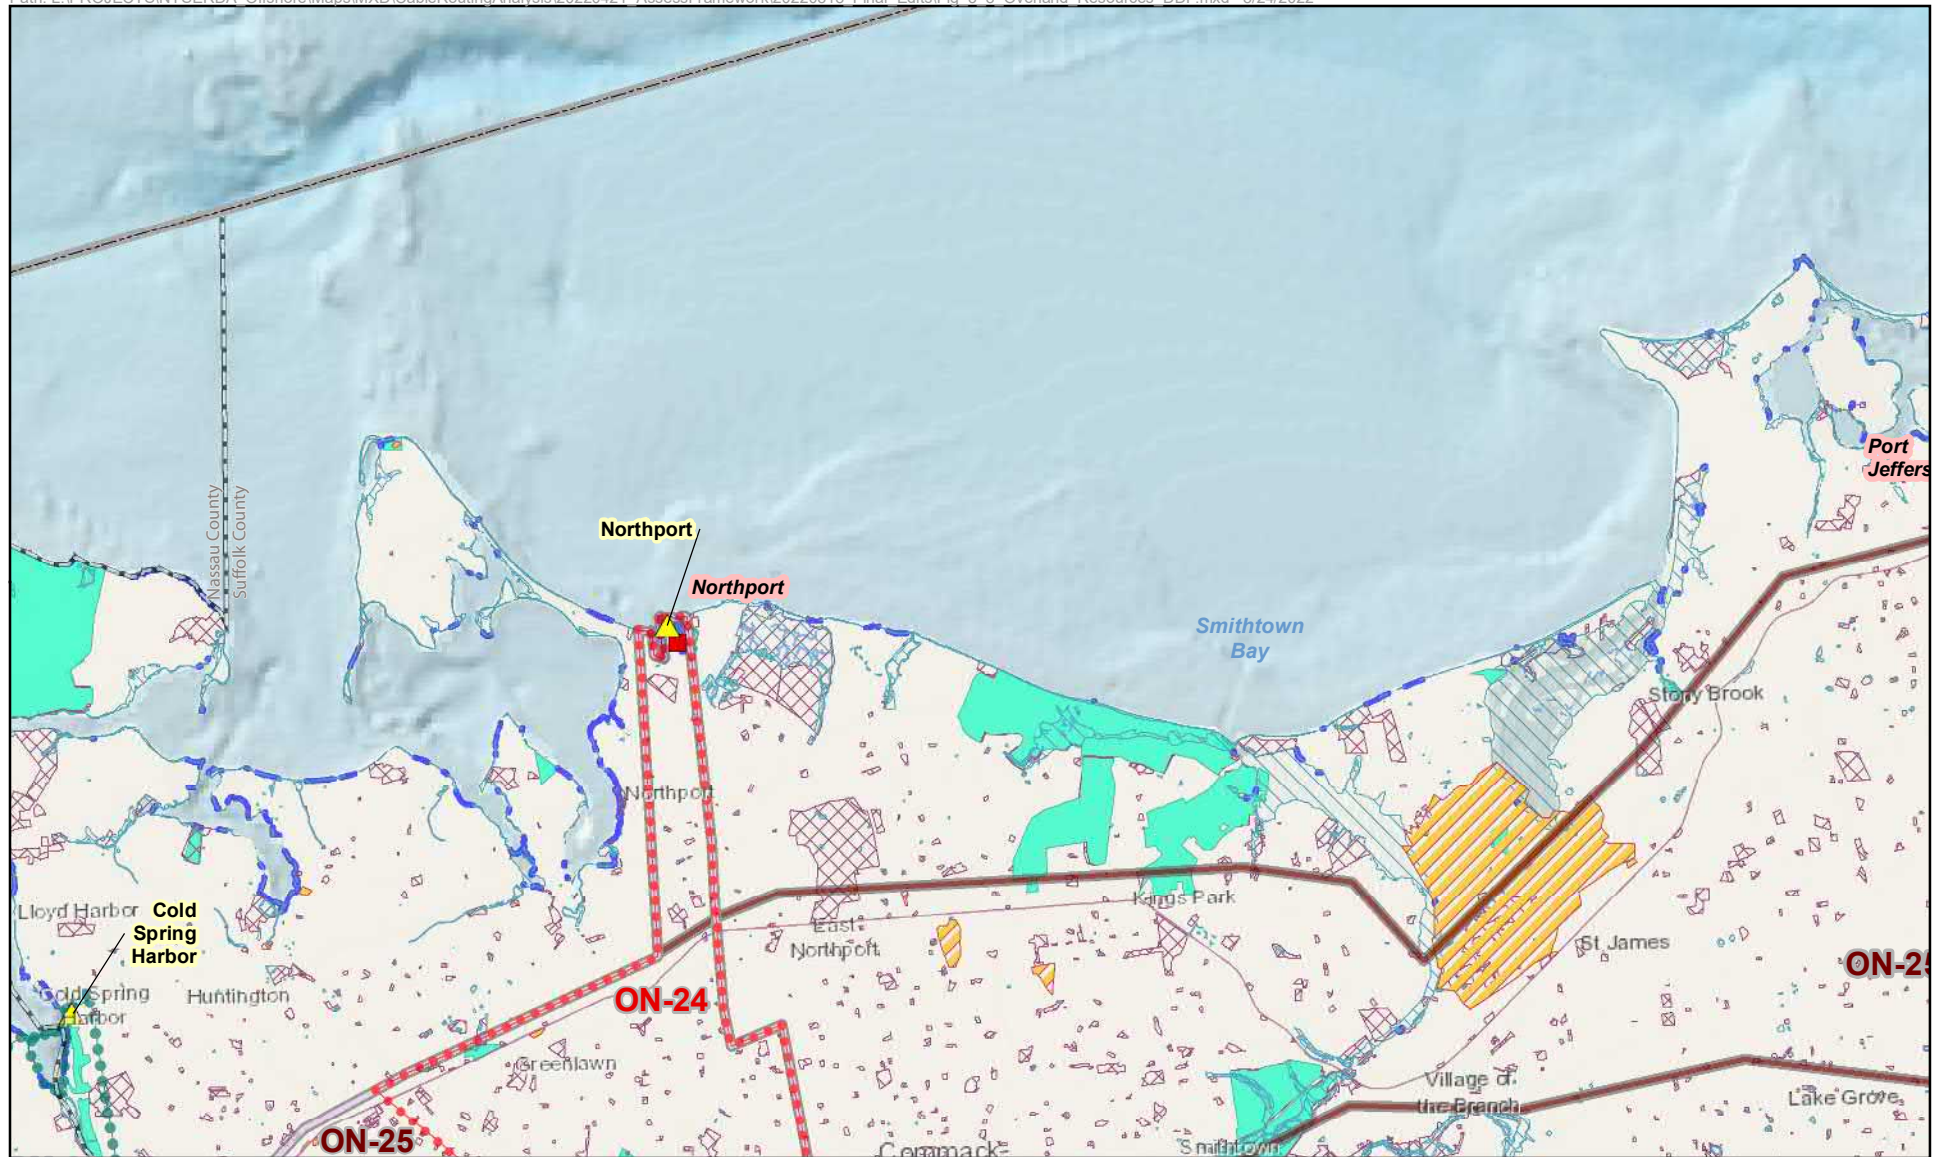 Nassau County
Suffolk County
Northport
Northport
Port
Jeffers
Smithtown
Bay
Stony Brook
Northport
Lloyd Harbor
Cold
Spring
Harbor
Kings Park
East
Northport
St James
ON-25
Cold Spring
Harbor
Huntington
ON-24
Greenlawn
Village of
the Branch
Lake Grove
ON-25
Commack
Smithtown